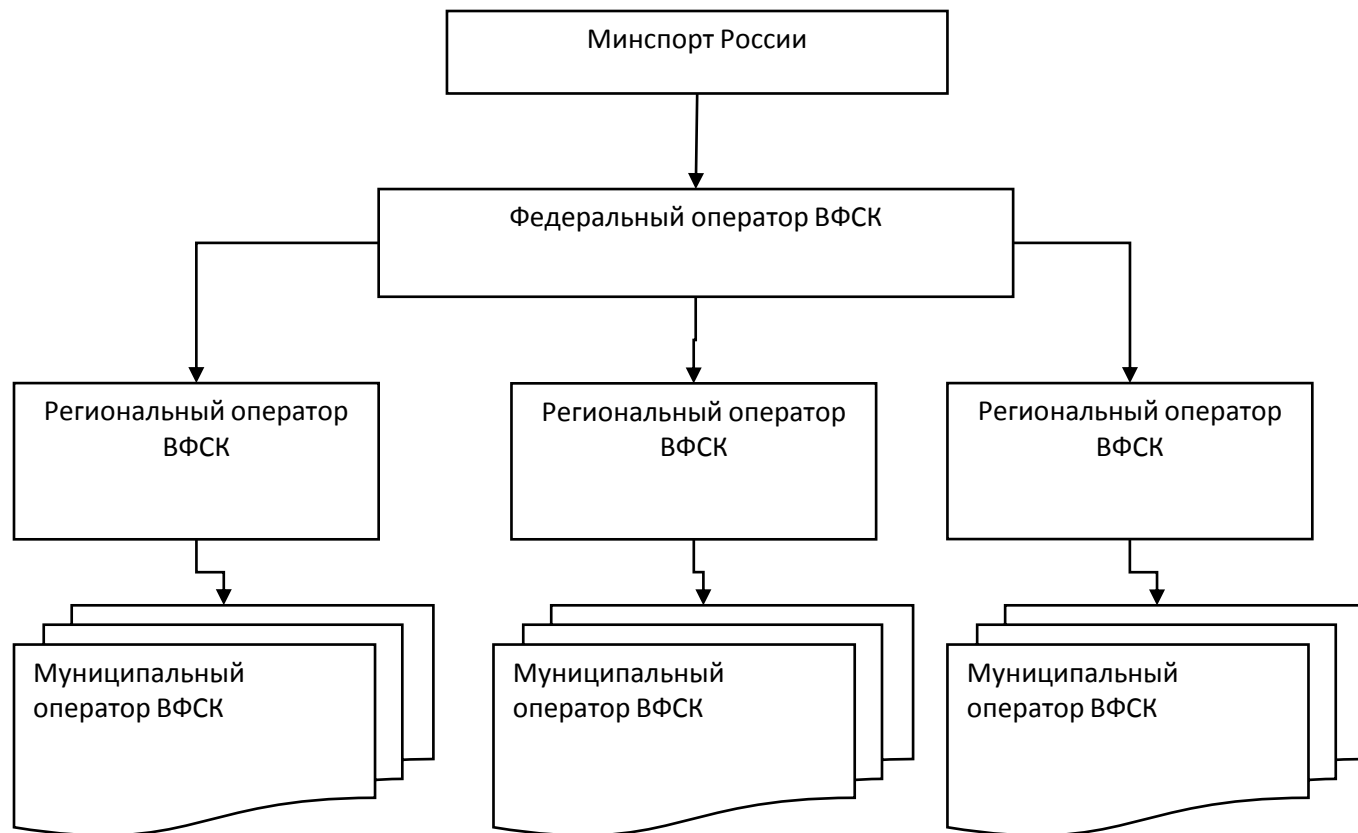 Минспорт России
Федеральный оператор ВФСК
Региональный оператор
ВФСК
Региональный оператор
ВФСК
Региональный оператор
ВФСК
Муниципальный
оператор ВФСК
Муниципальный
оператор ВФСК
Муниципальный
оператор ВФСК